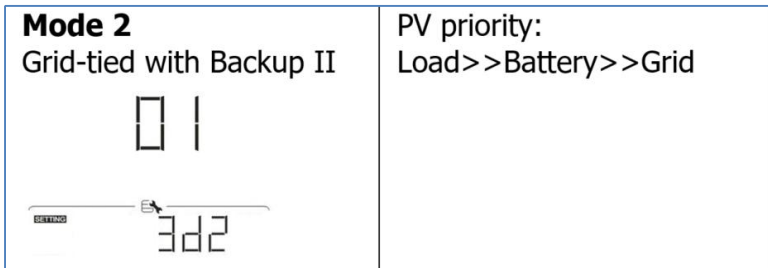 Mode 2
Grid-tied with Backup II
01
SETTING
3d2
PV priority:
Load>>Battery>>Grid